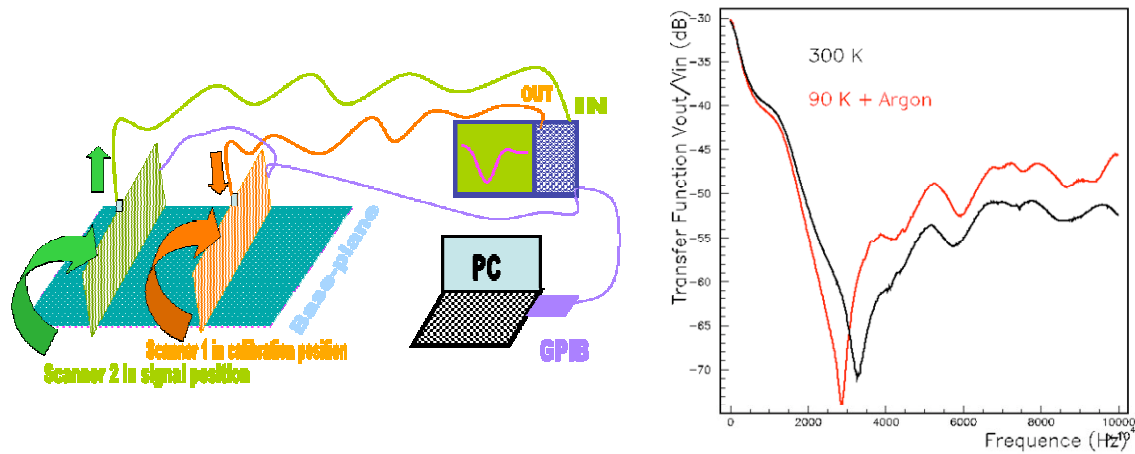 OUT
IN
Base-plane
PC
GPIB
Scanner 1 in calibration position
Scanner 2 in signal position
Transfer Function Vout/Vin (dB)
-30
-35
-40
-45
-50
-55
-60
-65
-70
300 K
90 K + Argon
0
2000
4000
6000
8000
10000
Frequence (Hz)